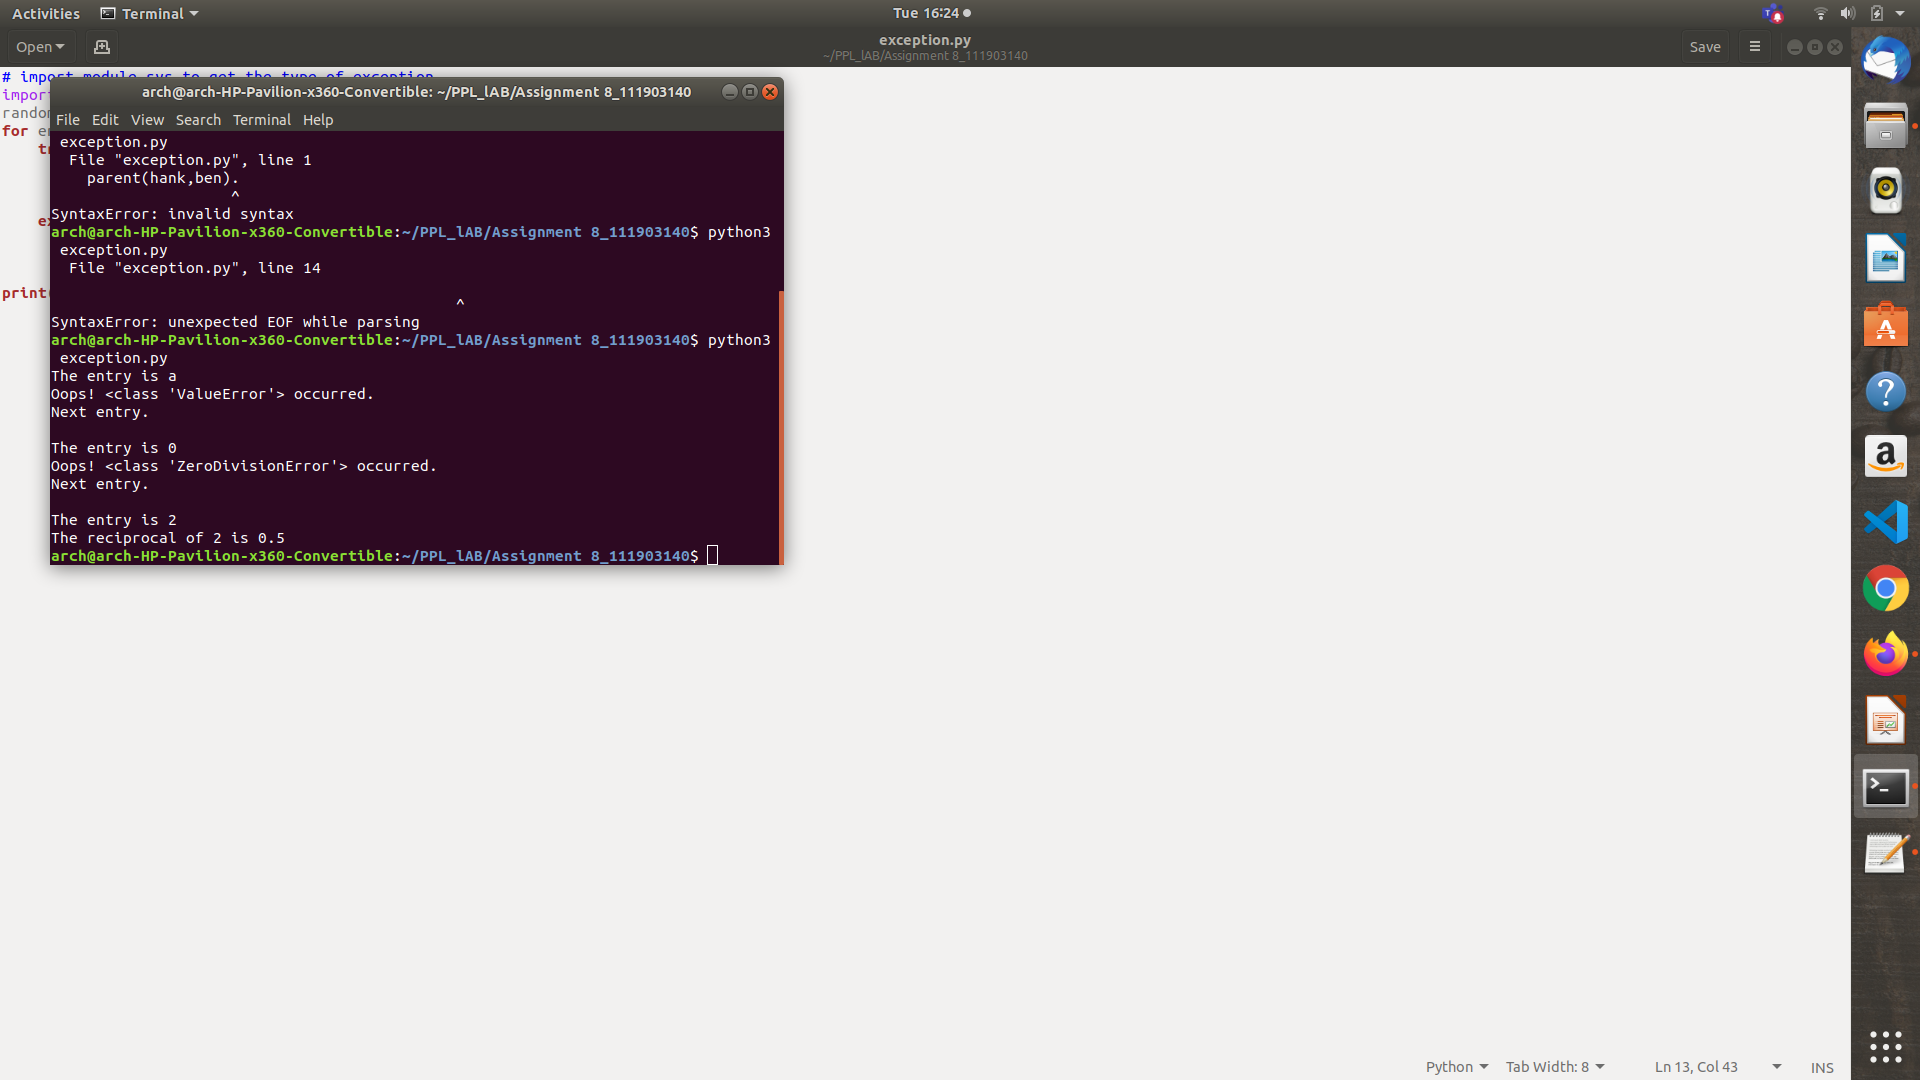 Activities Terminal Tue 16:24
Open exception.py Save
~/PPL_lAB/Assignment 8_111903140
# import module sys to get the type of exception
import
arch@arch-HP-Pavilion-x360-Convertible: ~/PPL_lAB/Assignment 8_111903140
File Edit View Search Terminal Help
exception.py
File "exception.py", line 1
parent(hank,ben).
^
SyntaxError: invalid syntax
arch@arch-HP-Pavilion-x360-Convertible:~/PPL_lAB/Assignment 8_111903140$ python3
exception.py
File "exception.py", line 14
^
SyntaxError: unexpected EOF while parsing
arch@arch-HP-Pavilion-x360-Convertible:~/PPL_lAB/Assignment 8_111903140$ python3
exception.py
The entry is a
Oops! <class 'ValueError'> occurred.
Next entry.
The entry is 0
Oops! <class 'ZeroDivisionError'> occurred.
Next entry.
The entry is 2
The reciprocal of 2 is 0.5
arch@arch-HP-Pavilion-x360-Convertible:~/PPL_lAB/Assignment 8_111903140$
random
for
print
Python Tab Width: 8 Ln 13, Col 43 INS